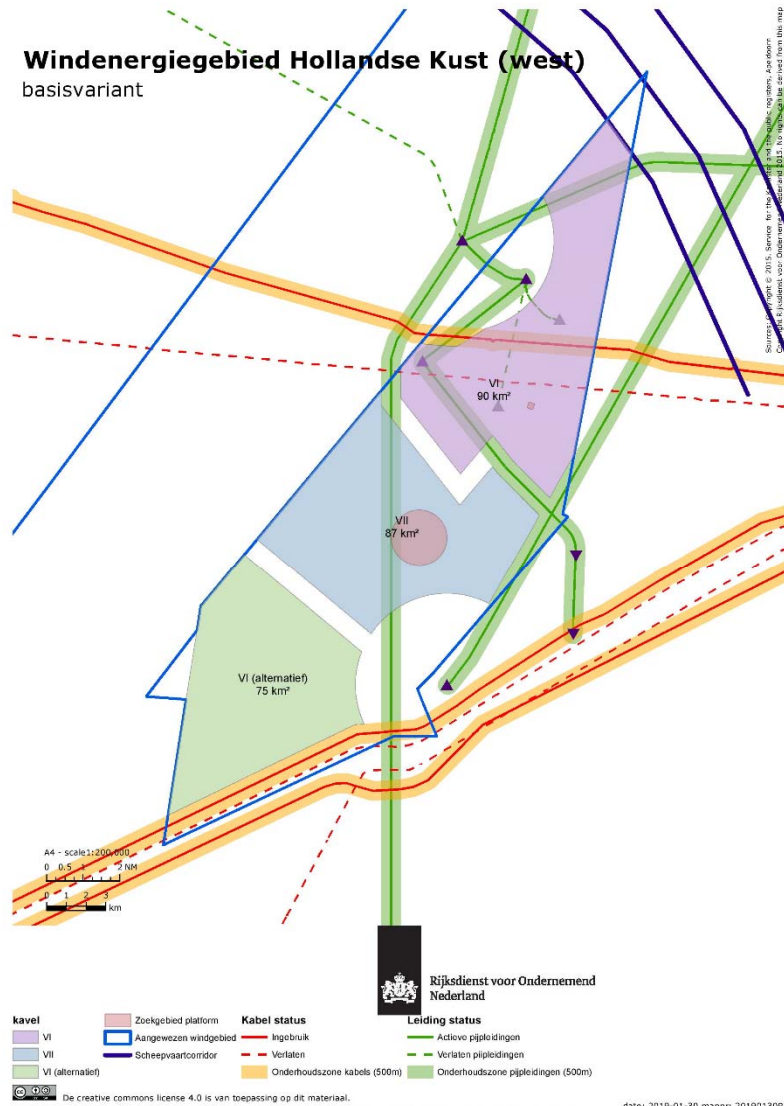 Windenergiegebied Hollandse Kust (west)
basisvariant
VI
90 km²
VII
87 km²
VI (alternatief)
75 km²
A4 - scale1:200,000
0 0.5 1 2 NM
0 1 2 3
km
Rijksdienst voor Ondernemend
Nederland
kavel
VI
VII
VI (alternatief)
Zoekgebied platform
Aangewezen windgebied
Scheepvaartcorridor
Kabel status
Ingebruik
Verlaten
Onderhoudszone kabels (500m)
Leiding status
Actieve pijpleidingen
Verlaten pijpleidingen
Onderhoudszone pijpleidingen (500m)
De creative commons license 4.0 is van toepassing op dit materiaal.